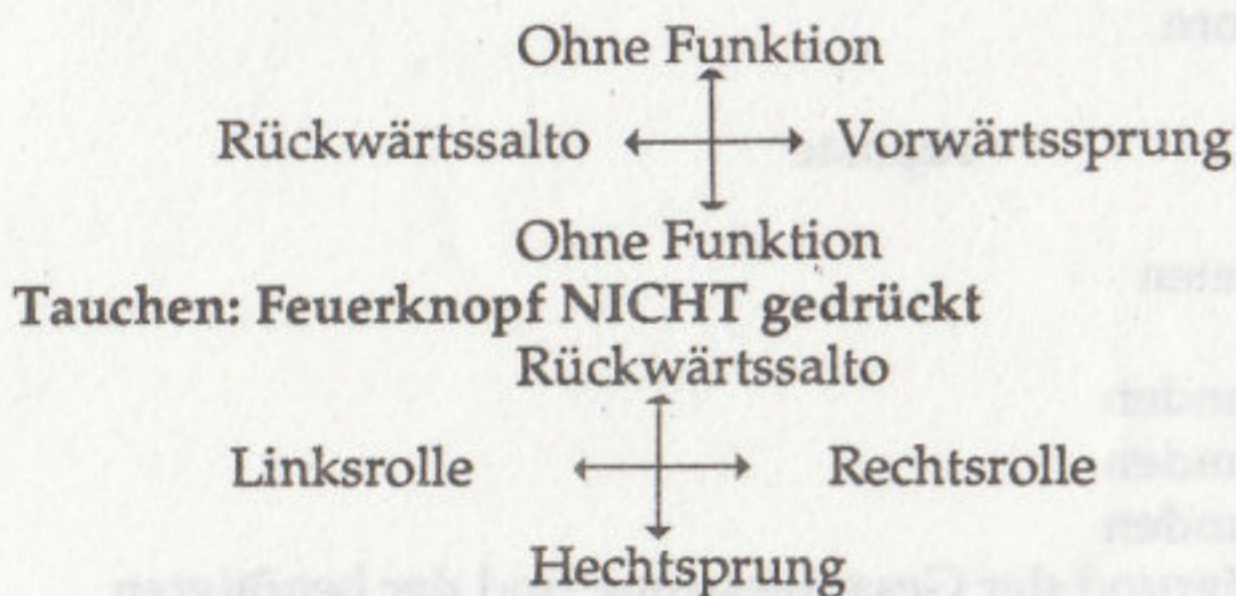 Ohne Funktion
Rückwärtssalto Vorwärtssprung
Ohne Funktion
Tauchen: Feuerknopf NICHT gedrückt
Rückwärtssalto
Linksrolle Rechtsrolle
Hechtsprung